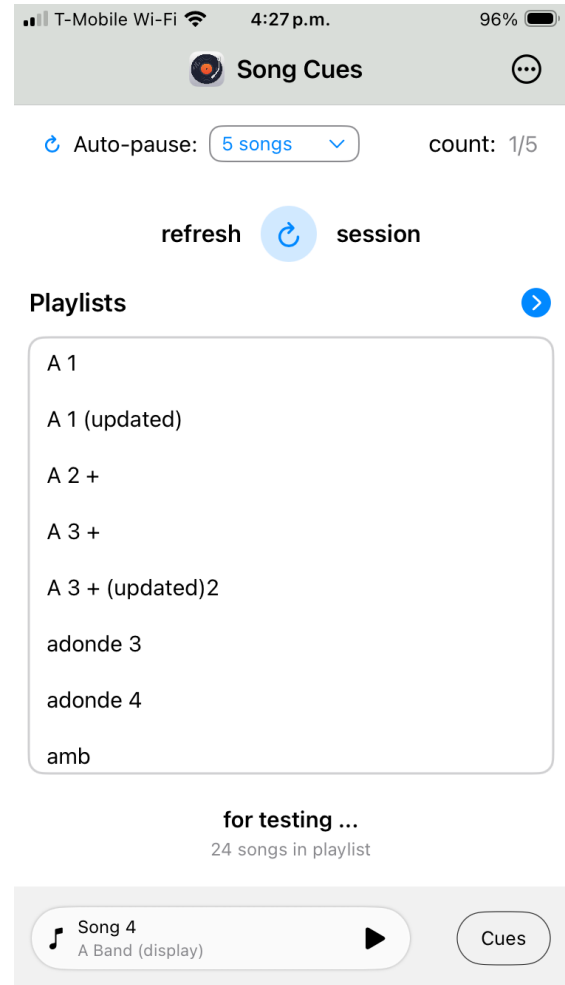 T-Mobile Wi-Fi 4:27 p.m. 96%
Song Cues
Auto-pause: 5 songs count: 1/5
refresh session
Playlists
A 1
A 1 (updated)
A 2 +
A 3 +
A 3 + (updated)2
adonde 3
adonde 4
amb
for testing ...
24 songs in playlist
Song 4
A Band (display)
Cues